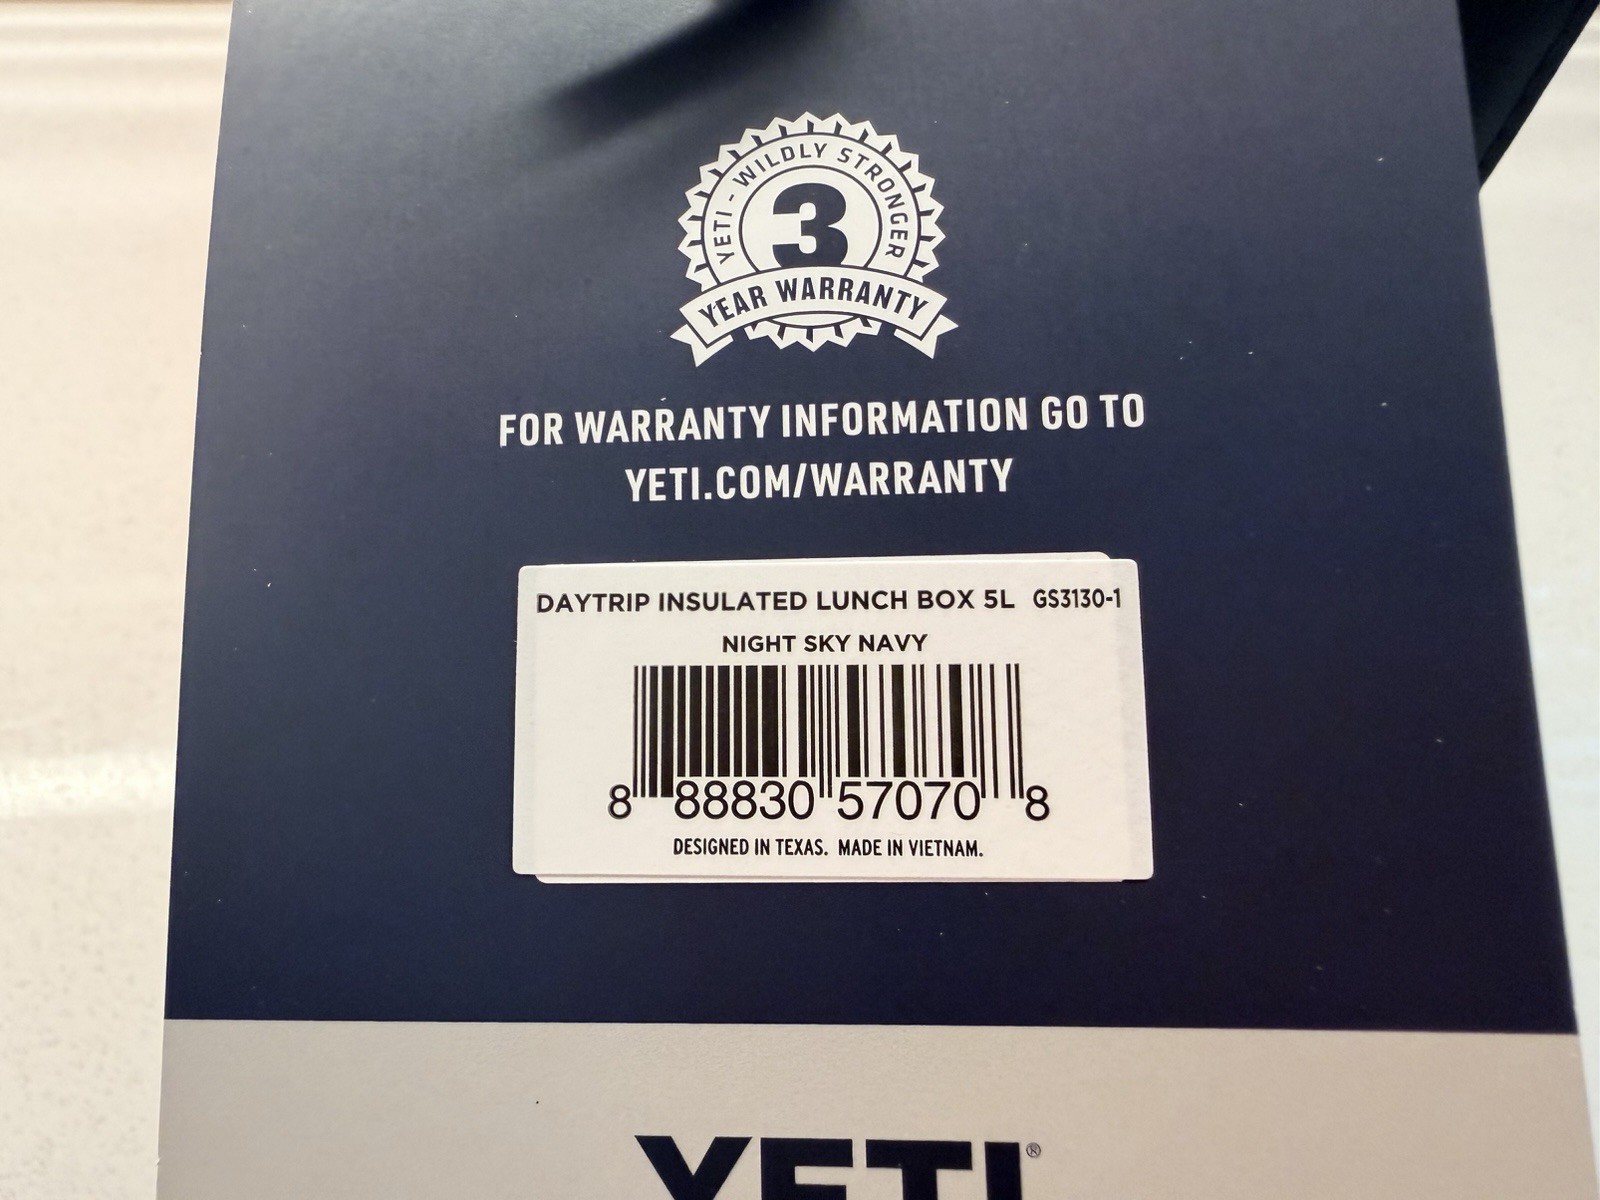 YETI - WILDLY STRONGER
3
YEAR WARRANTY
FOR WARRANTY INFORMATION GO TO
YETI.COM/WARRANTY
DAYTRIP INSULATED LUNCH BOX 5L GS3130-1
NIGHT SKY NAVY
8 88830 57070 8
DESIGNED IN TEXAS. MADE IN VIETNAM.
YETI®